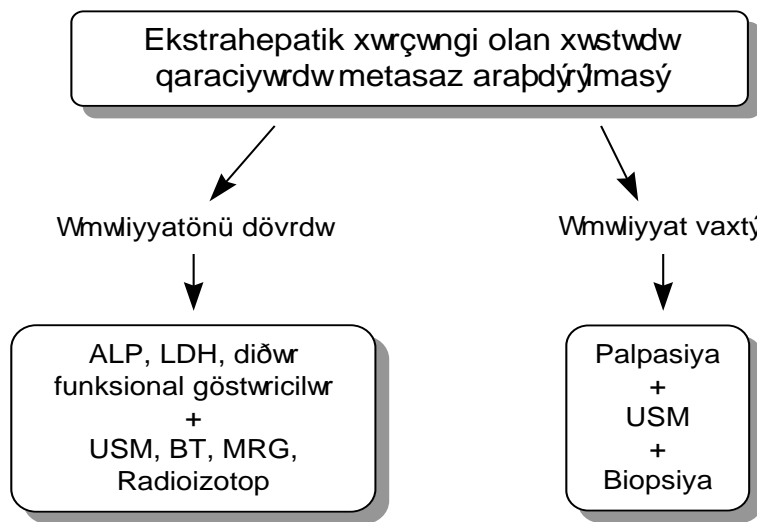 Ekstrahepatik xwrçwngi olan xwstwdw
qaraciywrdw metasaz araþdýrýlmasý
Wmwliyyatönü dövrdw
Wmwliyyat vaxtý
ALP, LDH, diðwr
funksional göstwricilwr
+
USM, BT, MRG,
Radioizotop
Palpasiya
+
USM
+
Biopsiya